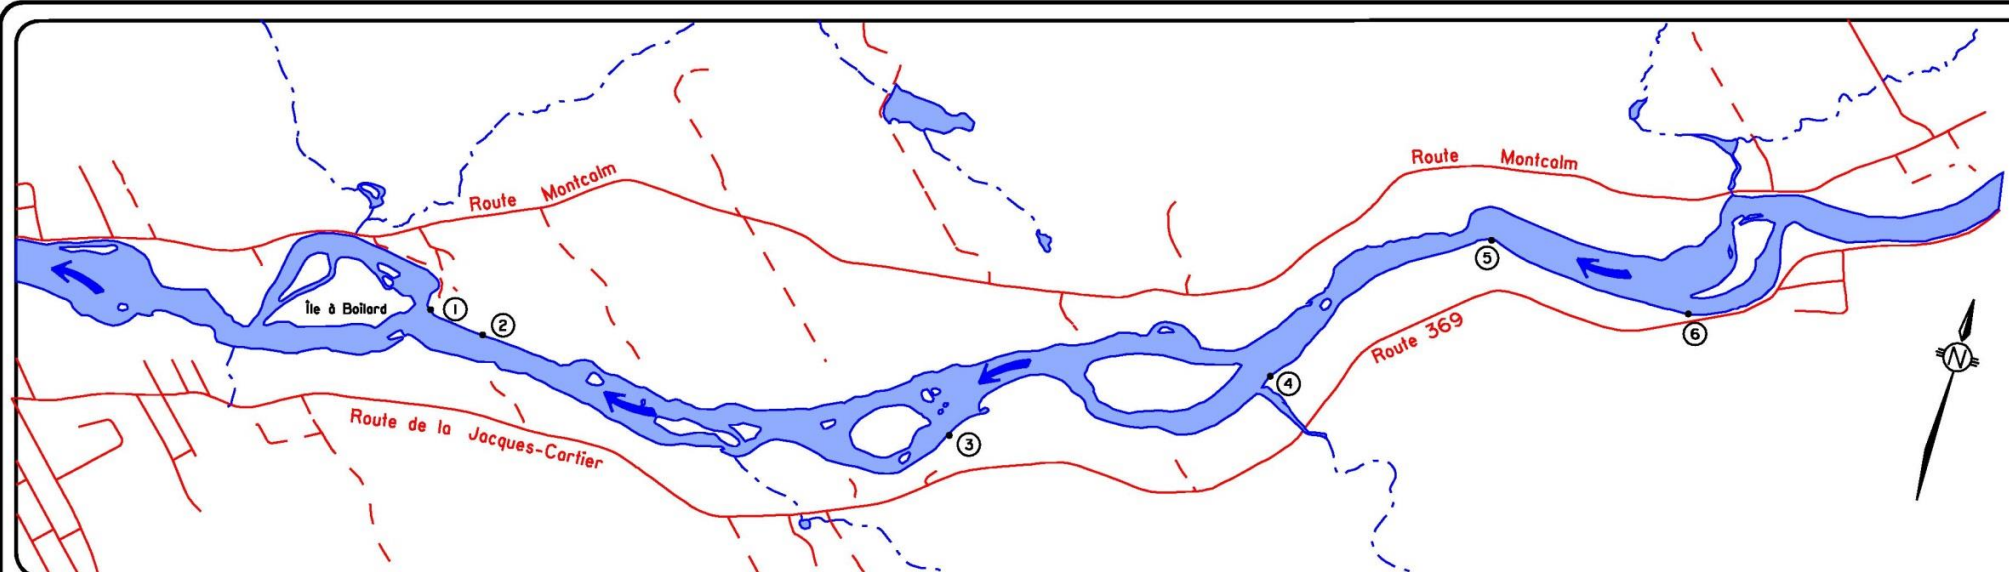 Route Montcalm
Route Montcalm
Île à Boilard
1
2
3
4
5
6
Route 369
Route de la Jacques-Cartier
N